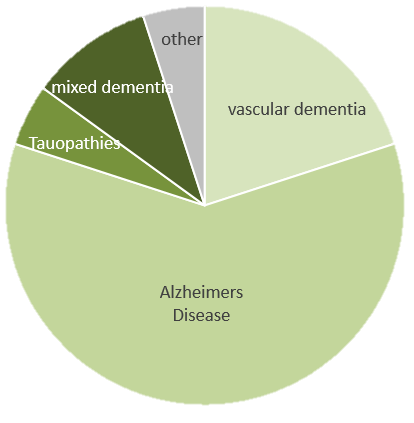 other
mixed dementia
vascular dementia
Tauopathies
Alzheimers
Disease